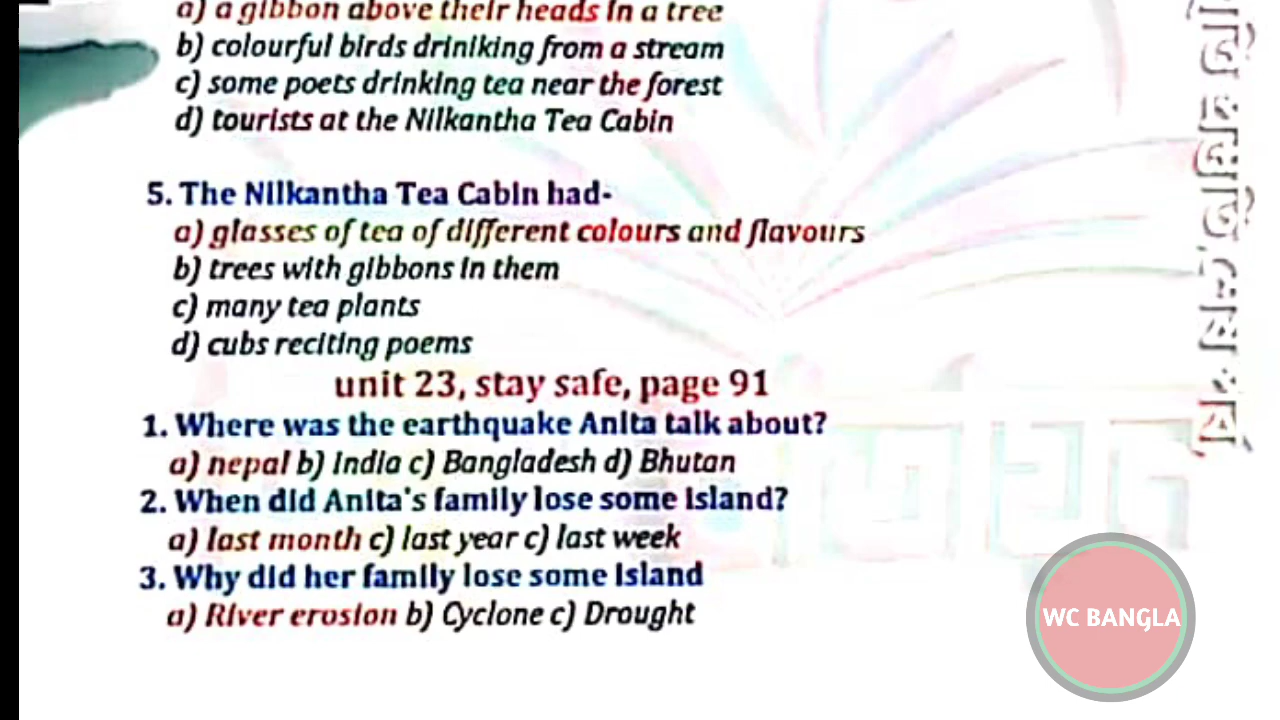 a) a gibbon above their heads in a tree
b) colourful birds driniking from a stream
c) some poets drinking tea near the forest
d) tourists at the Nilkantha Tea Cabin
5. The Nilkantha Tea Cabin had-
a) glasses of tea of different colours and flavours
b) trees with gibbons in them
c) many tea plants
d) cubs reciting poems
unit 23, stay safe, page 91
1. Where was the earthquake Anita talk about?
a) nepal b) India c) Bangladesh d) Bhutan
2. When did Anita's family lose some island?
a) last month c) last year c) last week
3. Why did her family lose some island
a) River erosion b) Cyclone c) Drought
WC BANGLA